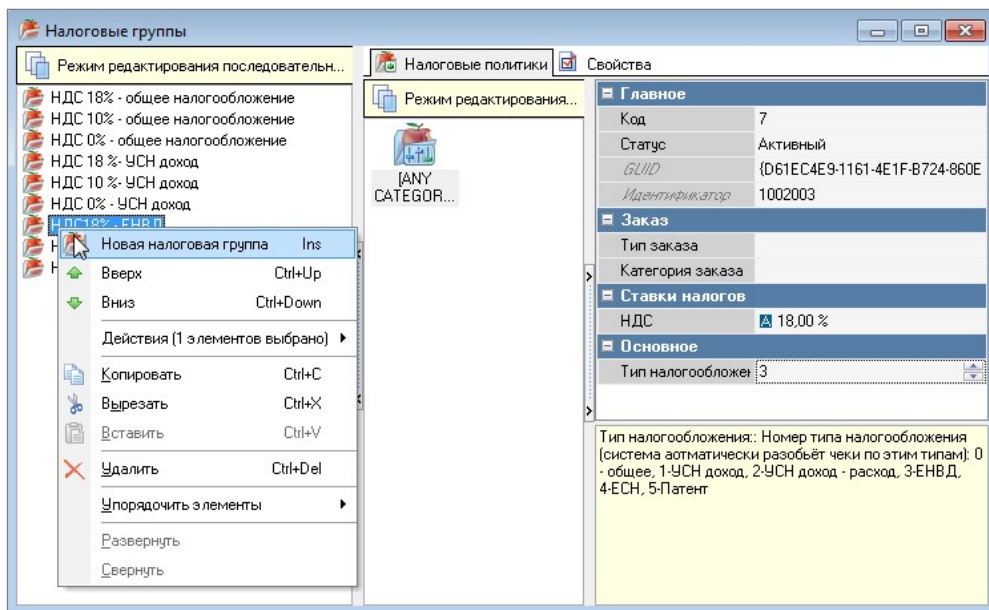 Налоговые группы
Режим редактирования последовательн...
НДС 18% - общее налогообложение
НДС 10% - общее налогообложение
НДС 0% - общее налогообложение
НДС 18 %- УСН доход
НДС 10 %- УСН доход
НДС 0% - УСН доход
НДС18% - ЕНВД
Н
Н
Новая налоговая группа Ins
Вверх Ctrl+Up
Вниз Ctrl+Down
Действия (1 элементов выбрано)
Копировать Ctrl+C
Вырезать Ctrl+X
Вставить Ctrl+V
Удалить Ctrl+Del
Упорядочить элементы
Развернуть
Свернуть
Налоговые политики
Свойства
Режим редактирования...
[ANY
CATEGOR...
Главное
Код 7
Статус Активный
GUID {D61EC4E9-1161-4E1F-B724-860E
Идентификатор 1002003
Заказ
Тип заказа
Категория заказа
Ставки налогов
НДС A 18,00 %
Основное
Тип налогообложен 3
Тип налогообложения:: Номер типа налогообложения
(система аотматически разобьёт чеки по этим типам): 0
- общее, 1-УСН доход, 2-УСН доход - расход, 3-ЕНВД,
4-ЕСН, 5-Патент